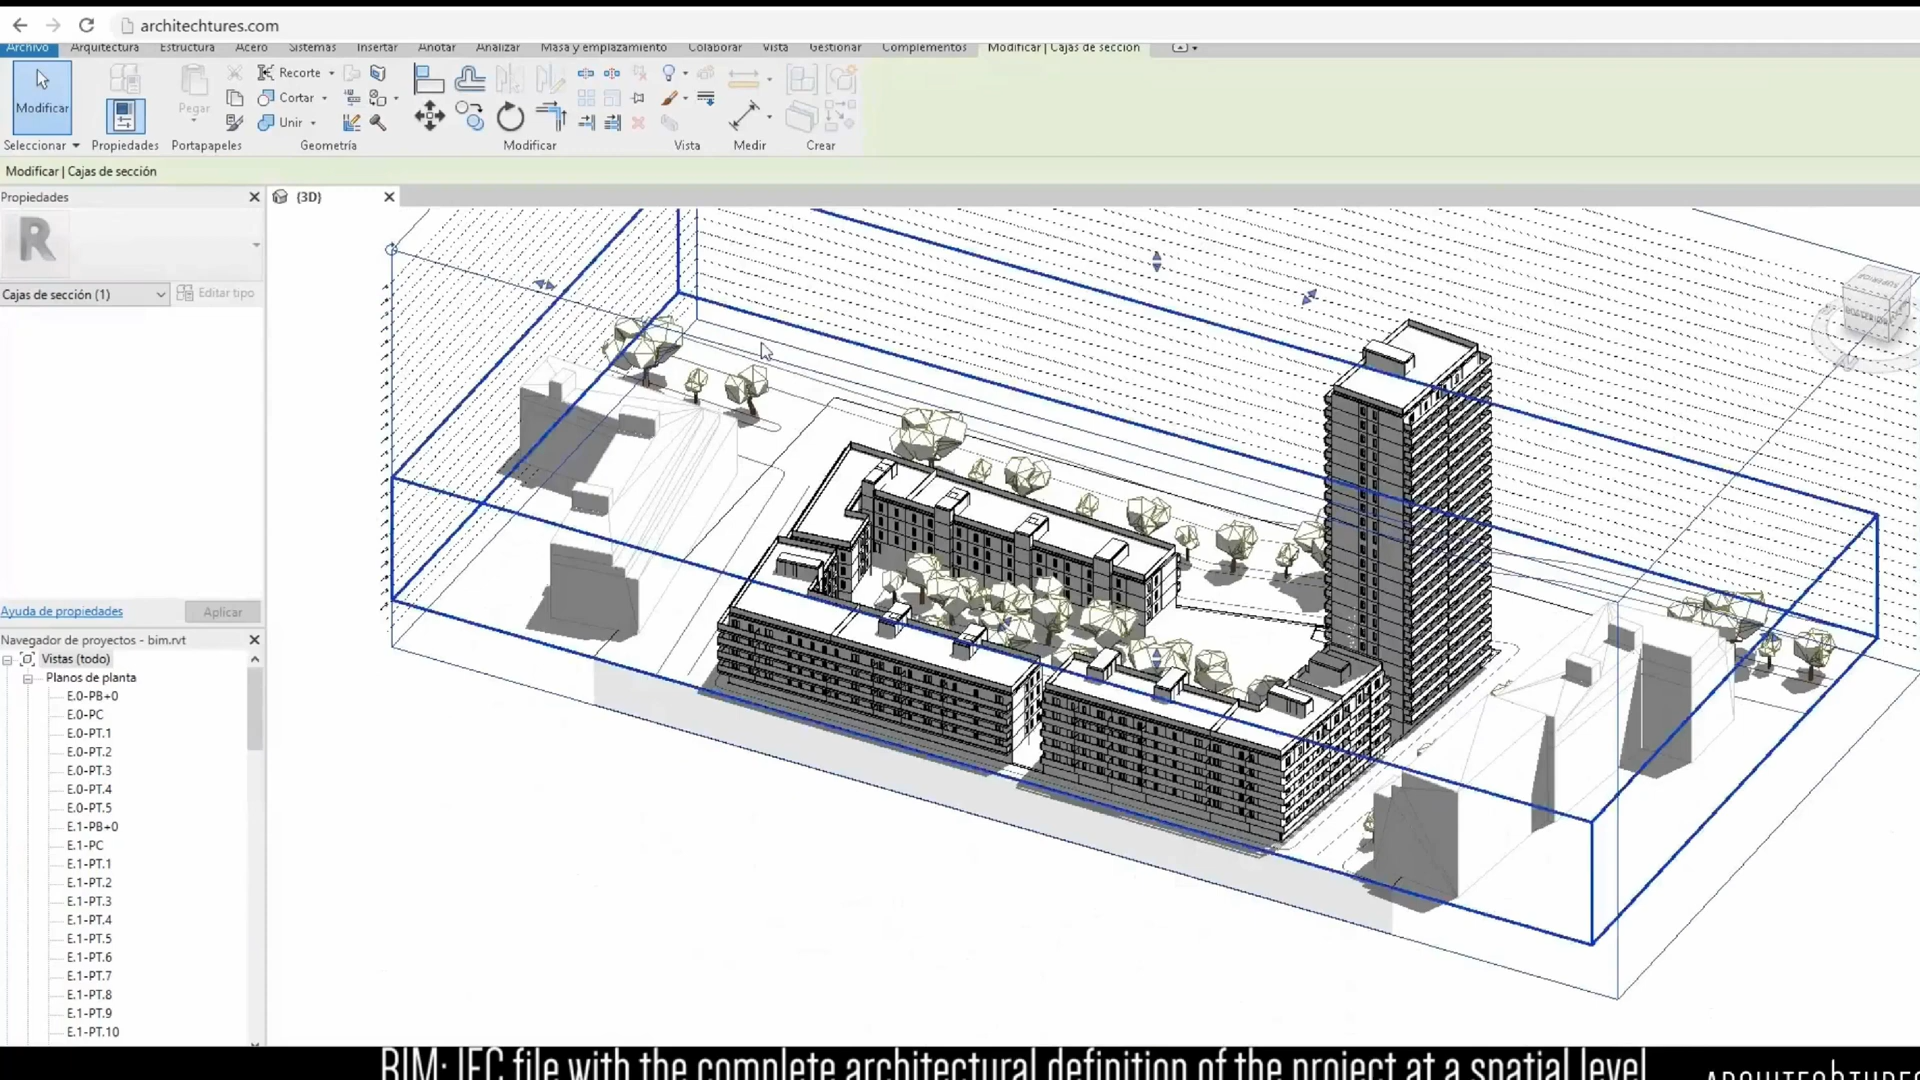 architechtures.com
Archivo Arquitectura Estructura Acero Sistemas Insertar Anotar Analizar Masa y emplazamiento Colaborar Vista Gestionar Complementos Modificar | Cajas de sección
Modificar Pegar Recorte
Cortar
Unir
Seleccionar Propiedades Portapapeles Geometría Modificar Vista Medir Crear
Modificar | Cajas de sección
Propiedades {3D}
R
Cajas de sección (1) Editar tipo
Ayuda de propiedades Aplicar
Navegador de proyectos - bim.rvt
Vistas (todo)
Planos de planta
E.0-PB+0
E.0-PC
E.0-PT.1
E.0-PT.2
E.0-PT.3
E.0-PT.4
E.0-PT.5
E.1-PB+0
E.1-PC
E.1-PT.1
E.1-PT.2
E.1-PT.3
E.1-PT.4
E.1-PT.5
E.1-PT.6
E.1-PT.7
E.1-PT.8
E.1-PT.9
E.1-PT.10
BIM: IFC file with the complete architectural definition of the project at a spatial level
ARCHITEChTURES